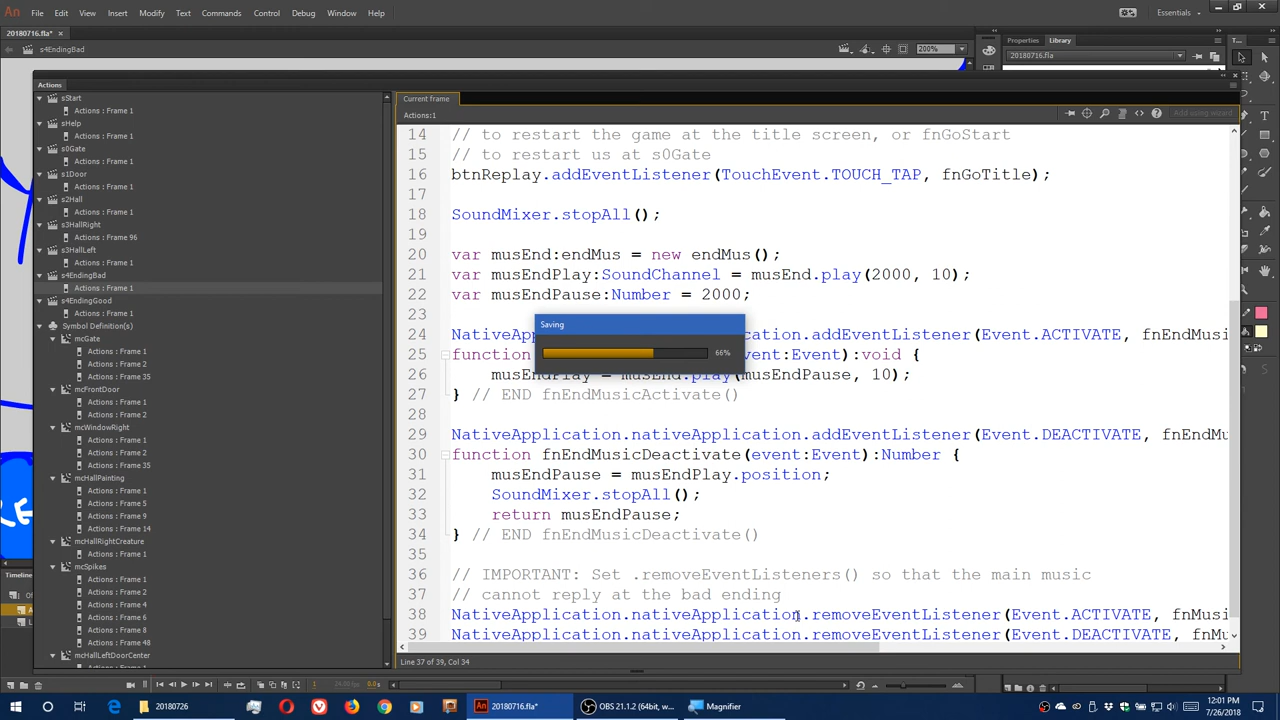 An File Edit View Insert Modify Text Commands Control Debug Window Help Essentials
20180716.fla*
s4EndingBad 200% Properties Library
20180716.fla
Actions
sStart
Actions : Frame 1
sHelp
Actions : Frame 1
s0Gate
Actions : Frame 1
s1Door
Actions : Frame 1
s2Hall
Actions : Frame 1
s3HallRight
Actions : Frame 96
s3HallLeft
Actions : Frame 1
s4EndingBad
Actions : Frame 1
s4EndingGood
Actions : Frame 1
Symbol Definition(s)
mcGate
Actions : Frame 1
Actions : Frame 2
Actions : Frame 35
mcFrontDoor
Actions : Frame 1
Actions : Frame 2
mcWindowRight
Actions : Frame 1
Actions : Frame 2
Actions : Frame 35
mcHallPainting
Actions : Frame 1
Actions : Frame 5
Actions : Frame 9
Actions : Frame 14
mcHallRightCreature
Actions : Frame 1
mcSpikes
Actions : Frame 1
Actions : Frame 2
Actions : Frame 4
Actions : Frame 6
Actions : Frame 8
Actions : Frame 48
mcHallLeftDoorCenter
Actions : Frame 1
Current frame
Actions:1 Add using wizard
14 // to restart the game at the title screen, or fnGoStart
15 // to restart us at s0Gate
16 btnReplay.addEventListener(TouchEvent.TOUCH_TAP, fnGoTitle);
17
18 SoundMixer.stopAll();
19
20 var musEnd:endMus = new endMus();
21 var musEndPlay:SoundChannel = musEnd.play(2000, 10);
22 var musEndPause:Number = 2000;
23
24 NativeApp ication.addEventListener(Event.ACTIVATE, fnEndMusi
25 function vent:Event):void {
26 musEndPlay = musEnd.play(musEndPause, 10);
27 } // END fnEndMusicActivate()
28
29 NativeApplication.nativeApplication.addEventListener(Event.DEACTIVATE, fnEndMu
30 function fnEndMusicDeactivate(event:Event):Number {
31 musEndPause = musEndPlay.position;
32 SoundMixer.stopAll();
33 return musEndPause;
34 } // END fnEndMusicDeactivate()
35
36 // IMPORTANT: Set .removeEventListeners() so that the main music
37 // cannot reply at the bad ending
38 NativeApplication.nativeApplication.removeEventListener(Event.ACTIVATE, fnMusi
39 NativeApplication.nativeApplication.removeEventListener(Event.DEACTIVATE, fnMu
Saving
66%
Line 37 of 39, Col 34
Timeline
1 0.0s
20180726 20180716.fla* OBS 21.1.2 (64bit, w... Magnifier
12:01 PM
7/26/2018